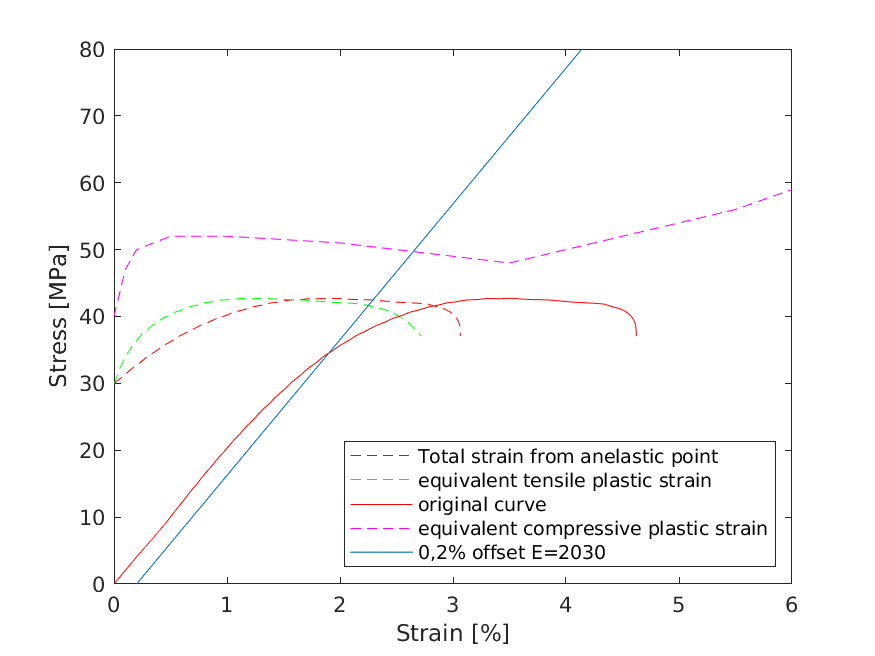 80
70
60
50
40
30
20
10
0
Stress [MPa]
Total strain from anelastic point
equivalent tensile plastic strain
original curve
equivalent compressive plastic strain
0,2% offset E=2030
0 1 2 3 4 5 6
Strain [%]